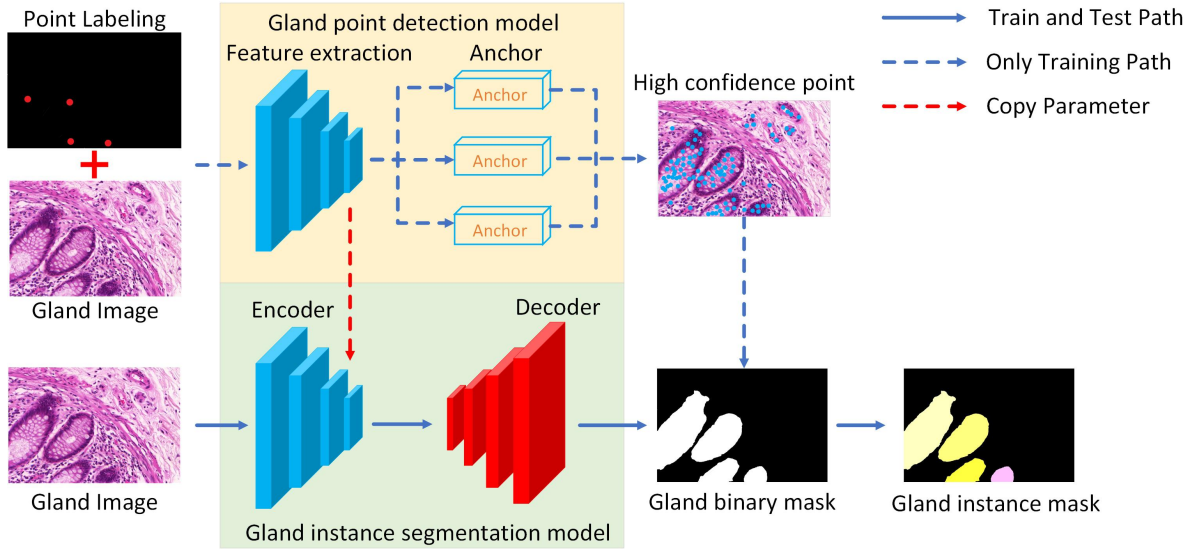 Point Labeling
Gland point detection model
Feature extraction
Anchor
Train and Test Path
Only Training Path
Copy Parameter
Anchor
Anchor
Anchor
High confidence point
Gland Image
Encoder
Decoder
Gland Image
Gland instance segmentation model
Gland binary mask
Gland instance mask